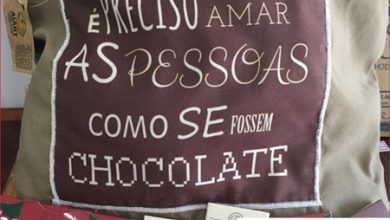 É PRECISO AMAR
AS PESSOAS
COMO SE FOSSEM
CHOCOLATE